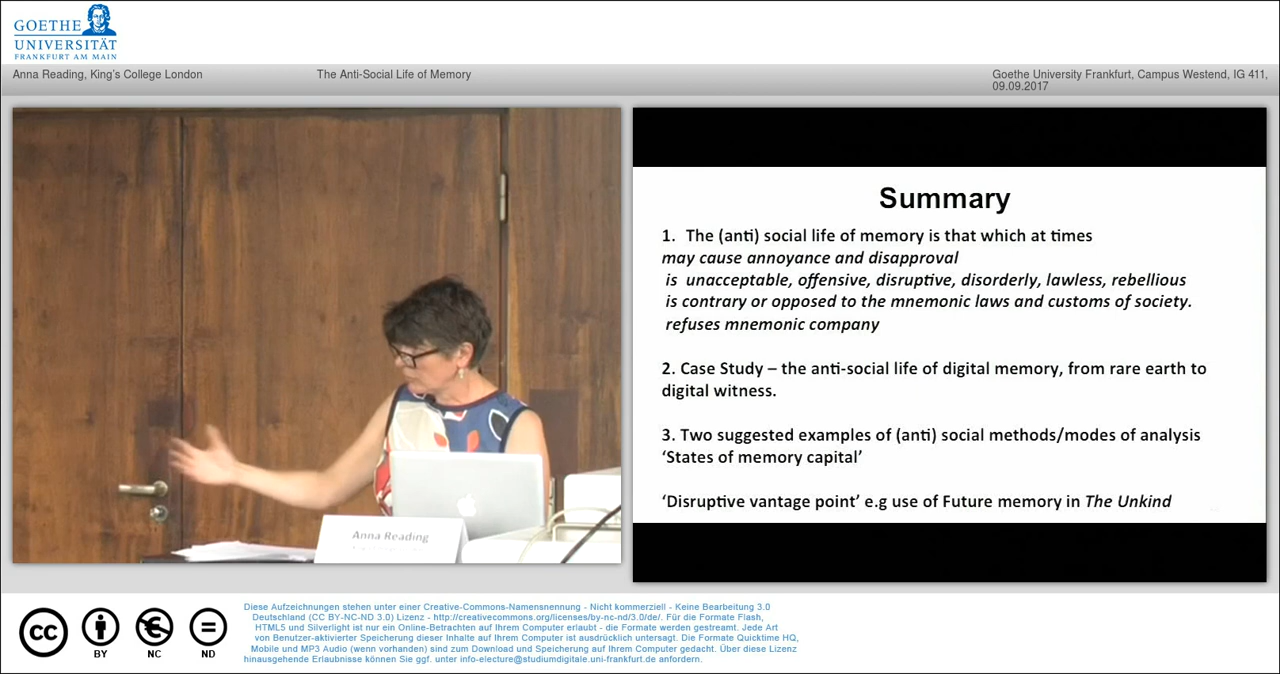 GOETHE
UNIVERSITÄT
FRANKFURT AM MAIN
Anna Reading, King's College London
The Anti-Social Life of Memory
Goethe University Frankfurt, Campus Westend, IG 411,
09.09.2017
Summary
1. The (anti) social life of memory is that which at times
may cause annoyance and disapproval
is unacceptable, offensive, disruptive, disorderly, lawless, rebellious
is contrary or opposed to the mnemonic laws and customs of society.
refuses mnemonic company
2. Case Study – the anti-social life of digital memory, from rare earth to
digital witness.
3. Two suggested examples of (anti) social methods/modes of analysis
‘States of memory capital’
‘Disruptive vantage point’ e.g use of Future memory in The Unkind
Anna Reading
cc
BY
NC
ND
Diese Aufzeichnungen stehen unter einer Creative-Commons-Namensnennung - Nicht kommerziell - Keine Bearbeitung 3.0
Deutschland (CC BY-NC-ND 3.0) Lizenz - http://creativecommons.org/licenses/by-nc-nd/3.0/de/. Für die Formate Flash,
HTML5 und Silverlight ist nur ein Online-Betrachten auf Ihrem Computer erlaubt - die Formate werden gestreamt. Jede Art
von Benutzer-aktivierter Speicherung dieser Inhalte auf Ihrem Computer ist ausdrücklich untersagt. Die Formate Quicktime HQ,
Mobile und MP3 Audio (wenn vorhanden) sind zum Download und Speicherung auf Ihrem Computer gedacht. Über diese Lizenz
hinausgehende Erlaubnisse können Sie ggf. unter info-electure@studiumdigitale.uni-frankfurt.de anfordern.